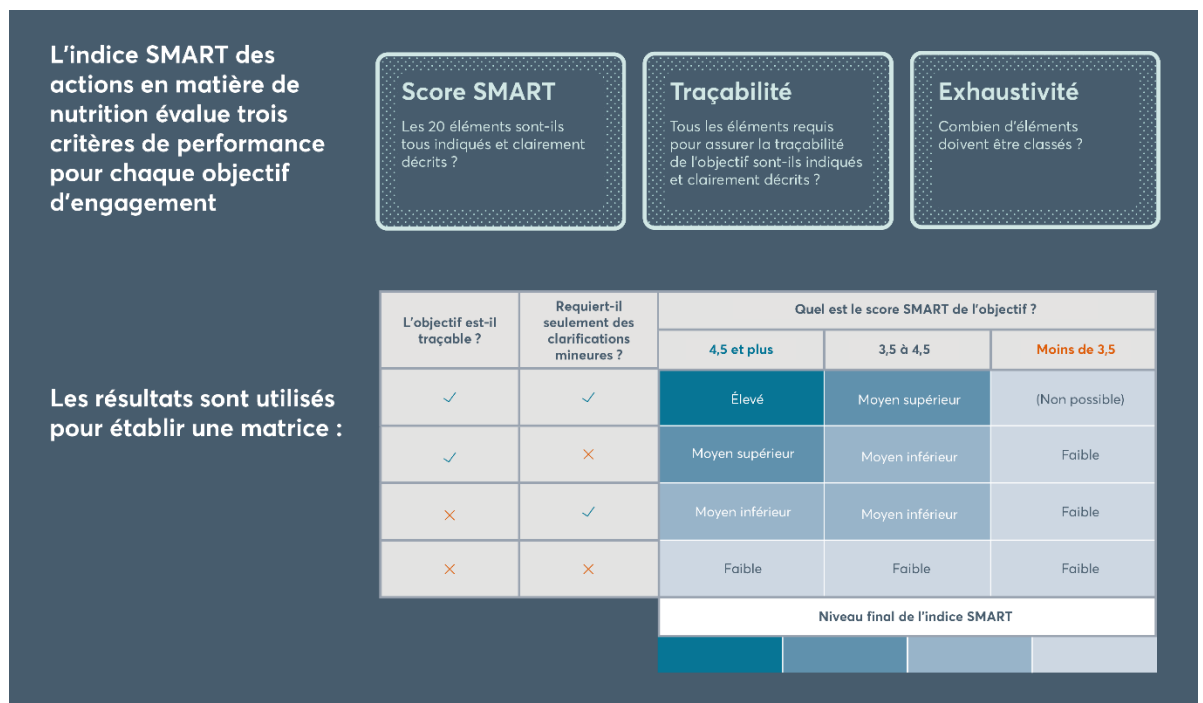 L'indice SMART des
actions en matière de
nutrition évalue trois
critères de performance
pour chaque objectif
d'engagement
Score SMART
Les 20 éléments sont-ils
tous indiqués et clairement
décrits ?
Traçabilité
Tous les éléments requis
pour assurer la traçabilité
de l'objectif sont-ils indiqués
et clairement décrits ?
Exhaustivité
Combien d'éléments
doivent être classés ?
Les résultats sont utilisés
pour établir une matrice :
L'objectif est-il
traçable ?
Requiert-il
seulement des
clarifications
mineures ?
Quel est le score SMART de l'objectif ?
4,5 et plus
3,5 à 4,5
Moins de 3,5
Élevé
Moyen supérieur
(Non possible)
Moyen supérieur
Moyen inférieur
Faible
Moyen inférieur
Moyen inférieur
Faible
Faible
Faible
Faible
Niveau final de l'indice SMART